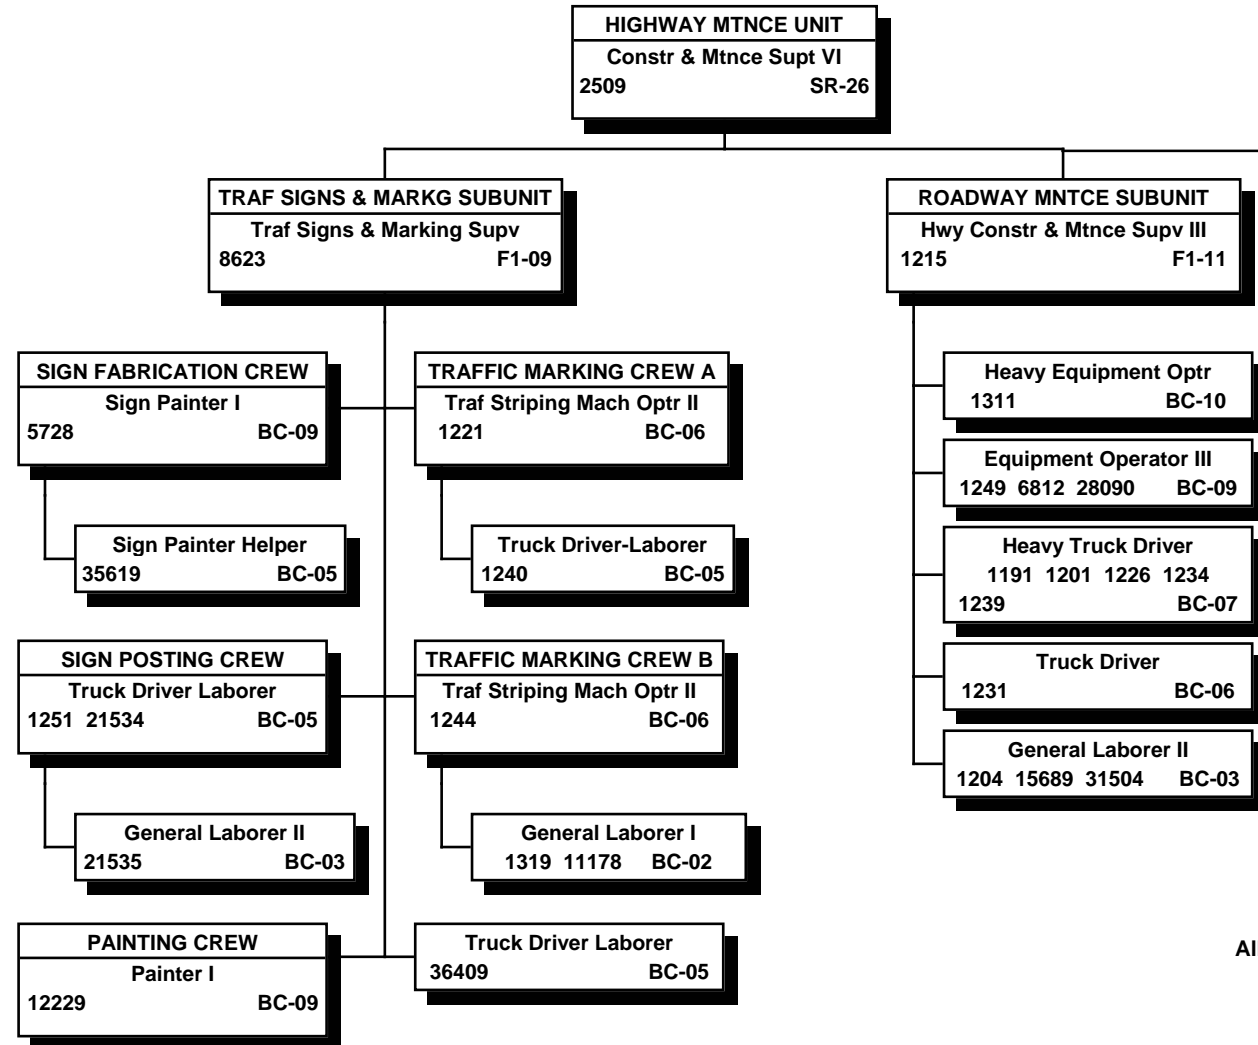 HIGHWAY MTNCE UNIT
Constr & Mtnce Supt VI
2509 SR-26
TRAF SIGNS & MARKG SUBUNIT
Traf Signs & Marking Supv
8623 F1-09
ROADWAY MNTCE SUBUNIT
Hwy Constr & Mtnce Supv III
1215 F1-11
SIGN FABRICATION CREW
Sign Painter I
5728 BC-09
Sign Painter Helper
35619 BC-05
TRAFFIC MARKING CREW A
Traf Striping Mach Optr II
1221 BC-06
Truck Driver-Laborer
1240 BC-05
SIGN POSTING CREW
Truck Driver Laborer
1251 21534 BC-05
General Laborer II
21535 BC-03
TRAFFIC MARKING CREW B
Traf Striping Mach Optr II
1244 BC-06
General Laborer I
1319 11178 BC-02
PAINTING CREW
Painter I
12229 BC-09
Truck Driver Laborer
36409 BC-05
Heavy Equipment Optr
1311 BC-10
Equipment Operator III
1249 6812 28090 BC-09
Heavy Truck Driver
1191 1201 1226 1234
1239 BC-07
Truck Driver
1231 BC-06
General Laborer II
1204 15689 31504 BC-03